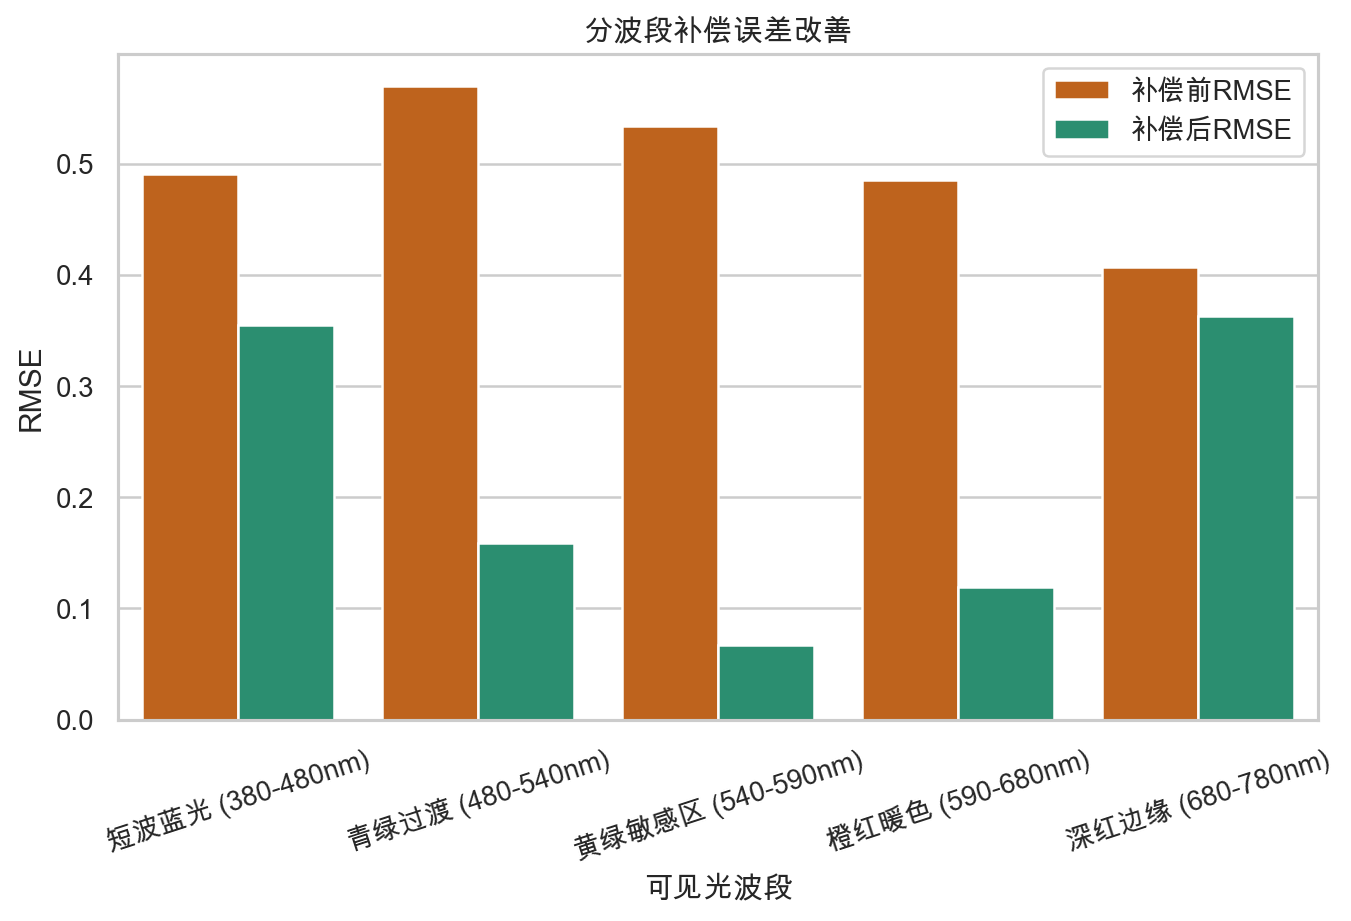 分波段补偿误差改善
补偿前RMSE
补偿后RMSE
RMSE
0.5
0.4
0.3
0.2
0.1
0.0
短波蓝光 (380-480nm)
青绿过渡 (480-540nm)
黄绿敏感区 (540-590nm)
橙红暖色 (590-680nm)
深红边缘 (680-780nm)
可见光波段